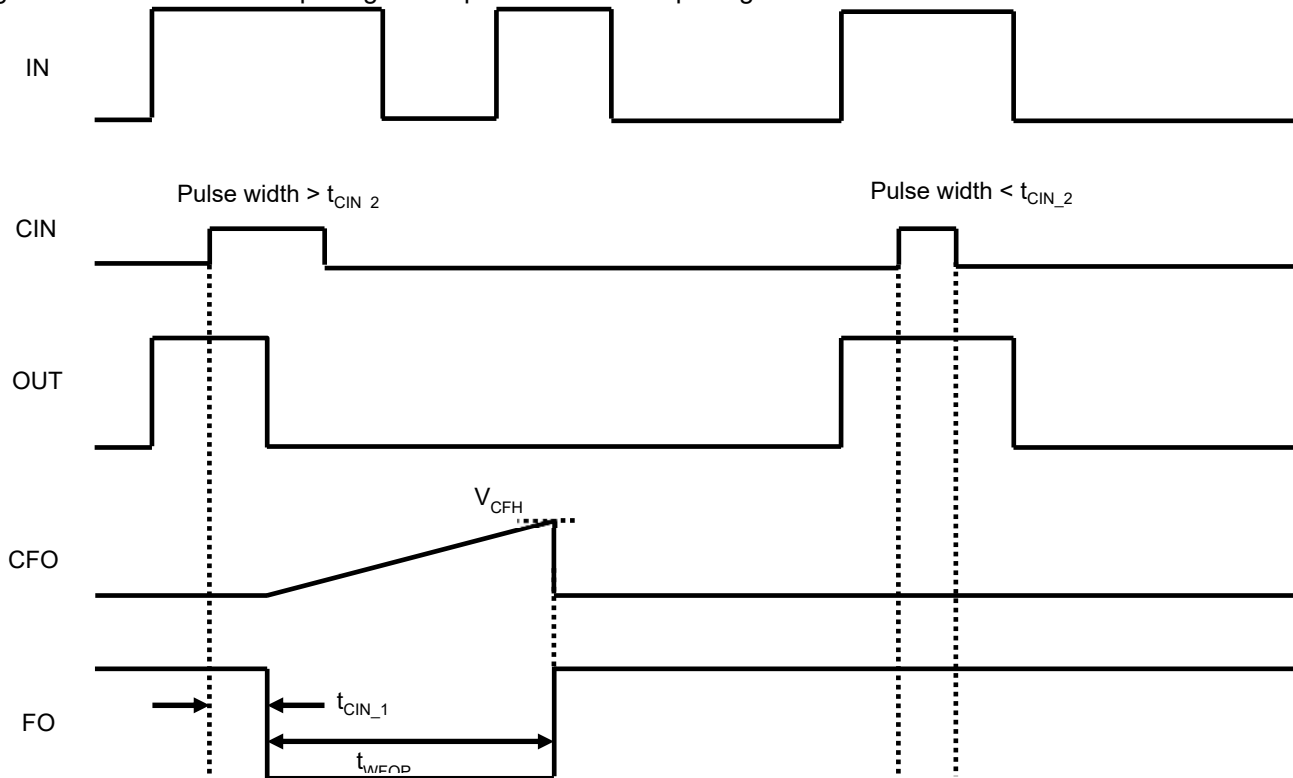 IN
Pulse width > tCIN_2
Pulse width < tCIN_2
CIN
OUT
VCFH
CFO
tCIN_1
FO